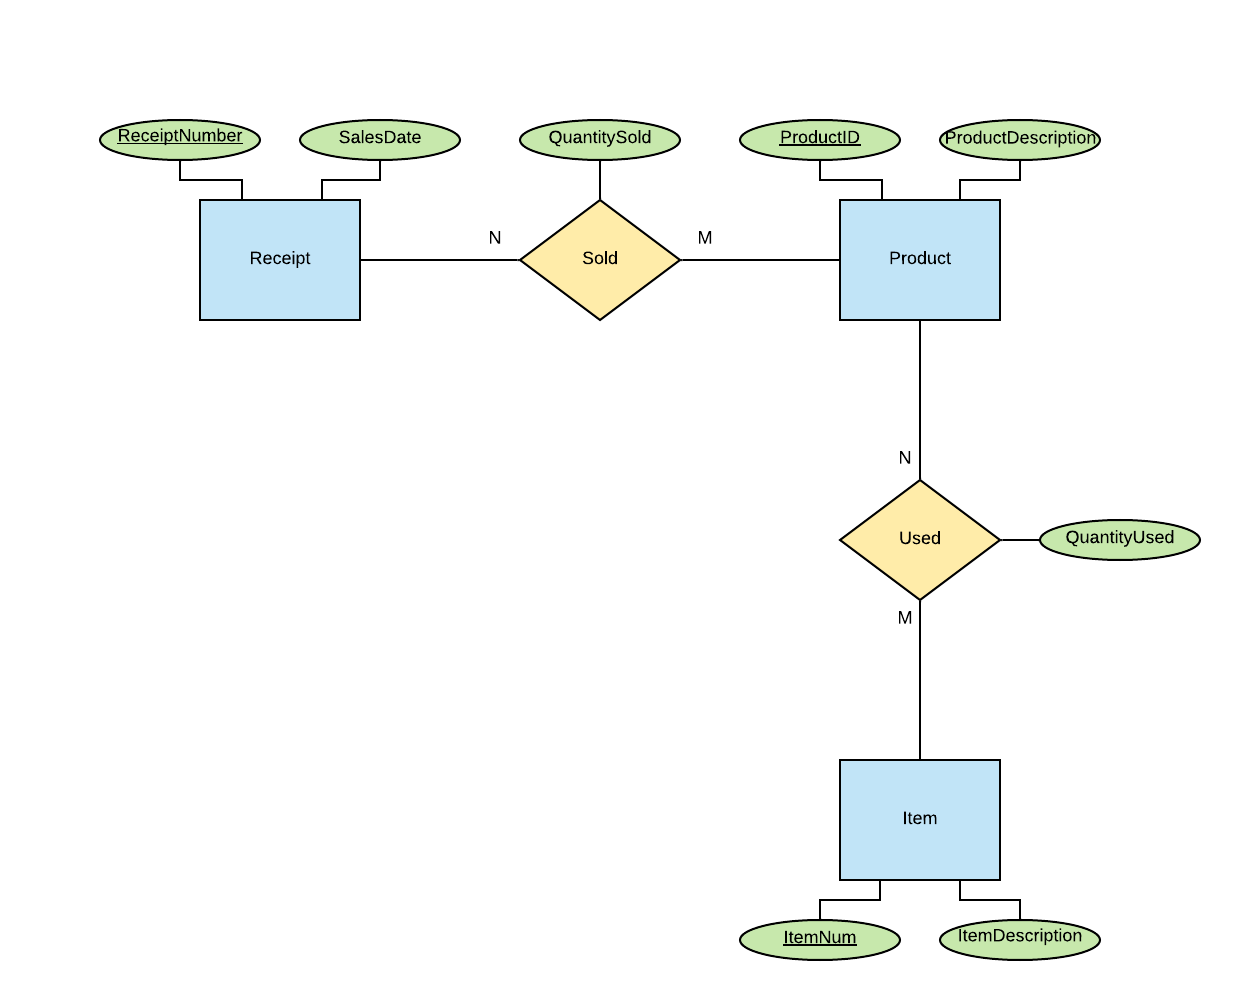 ReceiptNumber
SalesDate
QuantitySold
ProductID
ProductDescription
N
M
Receipt
Sold
Product
N
Used
QuantityUsed
M
Item
ItemNum
ItemDescription